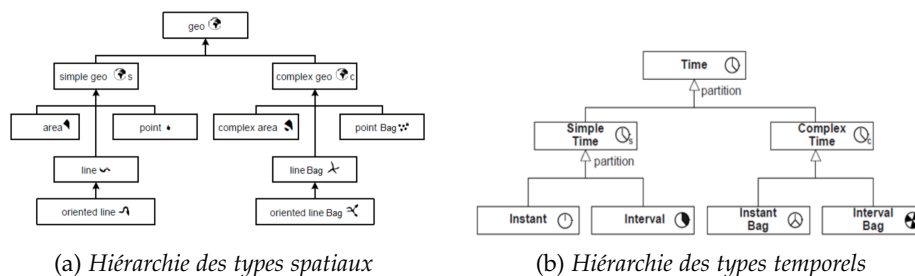 geo
simple geo s
complex geo c
area
point
complex area
point Bag
line
line Bag
oriented line
oriented line Bag
(a) Hiérarchie des types spatiaux
Time
partition
Simple
Time s
Complex
Time c
partition
Instant
Interval
Instant
Bag
Interval
Bag
(b) Hiérarchie des types temporels